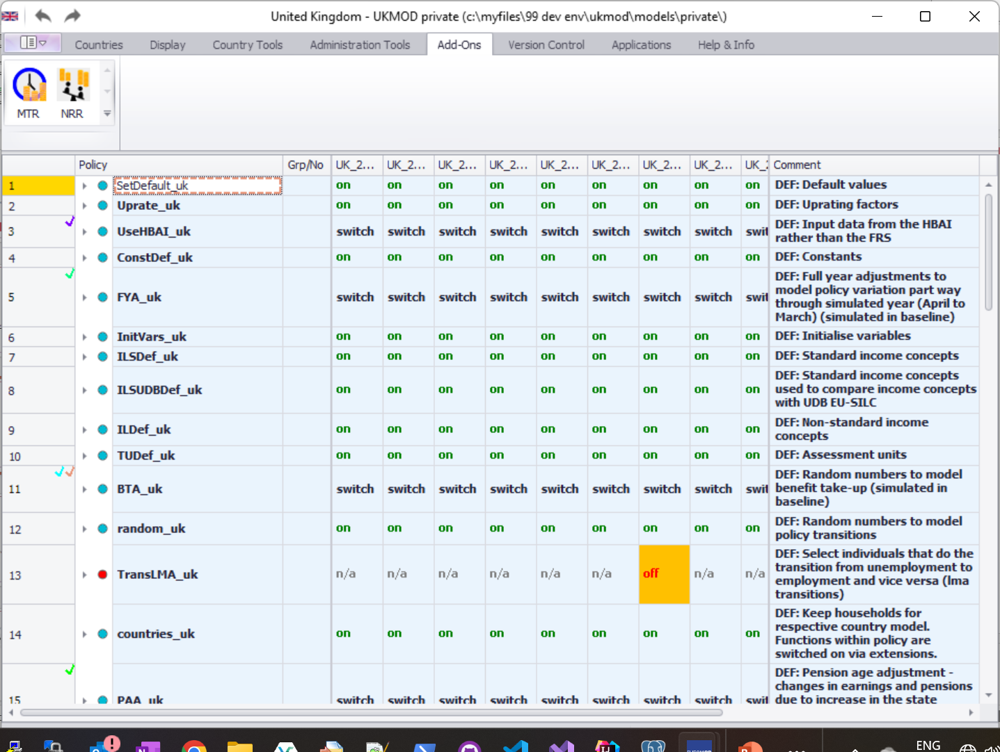 United Kingdom - UKMOD private (c:\myfiles\99 dev env\ukmod\models\private\)
Countries Display Country Tools Administration Tools Add-Ons Version Control Applications Help & Info
MTR NRR
Policy Grp/No UK_2... UK_2... UK_2... UK_2... UK_2... UK_2... UK_2... UK_2... UK_2 Comment
1 SetDefault_uk on on on on on on on on on DEF: Default values
2 Uprate_uk on on on on on on on on on DEF: Uprating factors
3 UseHBAI_uk switch switch switch switch switch switch switch switch swit DEF: Input data from the HBAI
rather than the FRS
4 ConstDef_uk on on on on on on on on on DEF: Constants
5 FYA_uk switch switch switch switch switch switch switch switch swit DEF: Full year adjustments to
model policy variation part way
through simulated year (April to
March) (simulated in baseline)
6 InitVars_uk on on on on on on on on on DEF: Initialise variables
7 ILSDef_uk on on on on on on on on on DEF: Standard income concepts
8 ILSUDBDef_uk on on on on on on on on on DEF: Standard income concepts
used to compare income concepts
with UDB EU-SILC
9 ILDef_uk on on on on on on on on on DEF: Non-standard income
concepts
10 TUDef_uk on on on on on on on on on DEF: Assessment units
11 BTA_uk switch switch switch switch switch switch switch switch swit DEF: Random numbers to model
benefit take-up (simulated in
baseline)
12 random_uk on on on on on on on on on DEF: Random numbers to model
policy transitions
13 TransLMA_uk n/a n/a n/a n/a n/a n/a off n/a n/a DEF: Select individuals that do the
transition from unemployment to
employment and vice versa (lma
transitions)
14 countries_uk on on on on on on on on on DEF: Keep households for
respective country model.
Functions within policy are
switched on via extensions.
15 PAA_uk switch switch switch switch switch switch switch switch swit DEF: Pension age adjustment -
changes in earnings and pensions
due to increase in the state
ENG